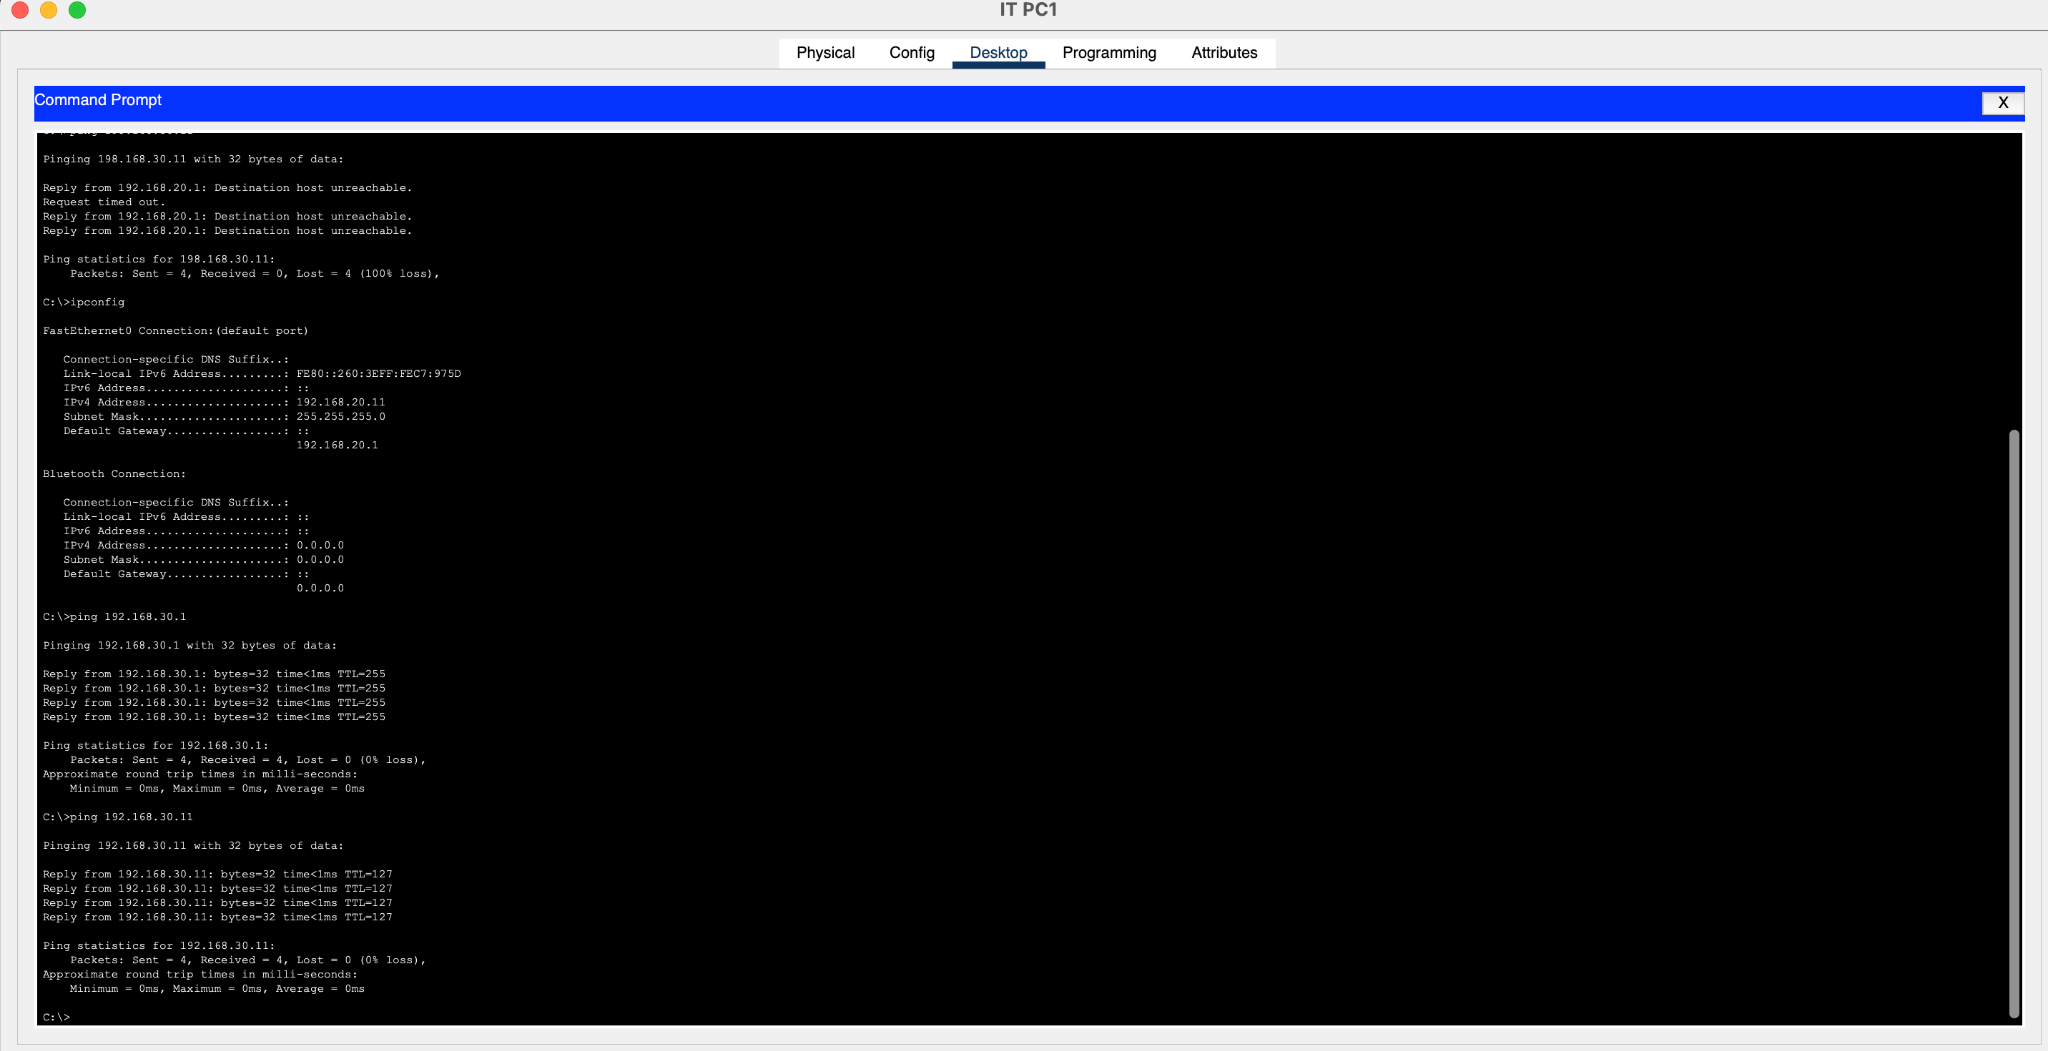 IT PC1
Physical Config Desktop Programming Attributes
Command Prompt
X
Pinging 198.168.30.11 with 32 bytes of data:
Reply from 192.168.20.1: Destination host unreachable.
Request timed out.
Reply from 192.168.20.1: Destination host unreachable.
Reply from 192.168.20.1: Destination host unreachable.
Ping statistics for 198.168.30.11:
Packets: Sent = 4, Received = 0, Lost = 4 (100% loss),
C:\>ipconfig
FastEthernet0 Connection:(default port)
Connection-specific DNS Suffix..:
Link-local IPv6 Address.........: FE80::260:3EFF:FEC7:975D
IPv6 Address....................: ::
IPv4 Address....................: 192.168.20.11
Subnet Mask.....................: 255.255.255.0
Default Gateway.................: ::
192.168.20.1
Bluetooth Connection:
Connection-specific DNS Suffix..:
Link-local IPv6 Address.........: ::
IPv6 Address....................: ::
IPv4 Address....................: 0.0.0.0
Subnet Mask.....................: 0.0.0.0
Default Gateway.................: ::
0.0.0.0
C:\>ping 192.168.30.1
Pinging 192.168.30.1 with 32 bytes of data:
Reply from 192.168.30.1: bytes=32 time<1ms TTL=255
Reply from 192.168.30.1: bytes=32 time<1ms TTL=255
Reply from 192.168.30.1: bytes=32 time<1ms TTL=255
Reply from 192.168.30.1: bytes=32 time<1ms TTL=255
Ping statistics for 192.168.30.1:
Packets: Sent = 4, Received = 4, Lost = 0 (0% loss),
Approximate round trip times in milli-seconds:
Minimum = 0ms, Maximum = 0ms, Average = 0ms
C:\>ping 192.168.30.11
Pinging 192.168.30.11 with 32 bytes of data:
Reply from 192.168.30.11: bytes=32 time<1ms TTL=127
Reply from 192.168.30.11: bytes=32 time<1ms TTL=127
Reply from 192.168.30.11: bytes=32 time<1ms TTL=127
Reply from 192.168.30.11: bytes=32 time<1ms TTL=127
Ping statistics for 192.168.30.11:
Packets: Sent = 4, Received = 4, Lost = 0 (0% loss),
Approximate round trip times in milli-seconds:
Minimum = 0ms, Maximum = 0ms, Average = 0ms
C:\>